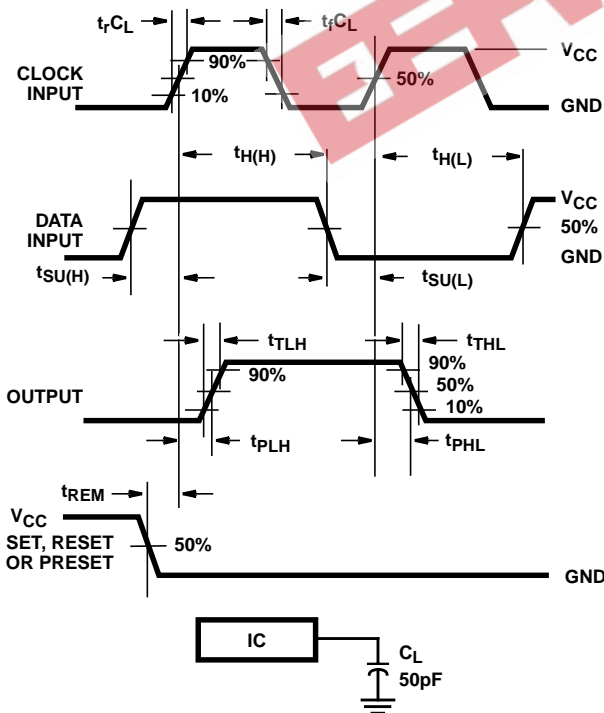 trCL
tfCL
CLOCK
INPUT
90%
10%
50%
VCC
GND
tH(H)
tH(L)
DATA
INPUT
VCC
50%
GND
tSU(H)
tSU(L)
OUTPUT
tTLH
90%
tTHL
90%
50%
10%
tPLH
tPHL
tREM
VCC
SET, RESET
OR PRESET
50%
GND
IC
CL
50pF